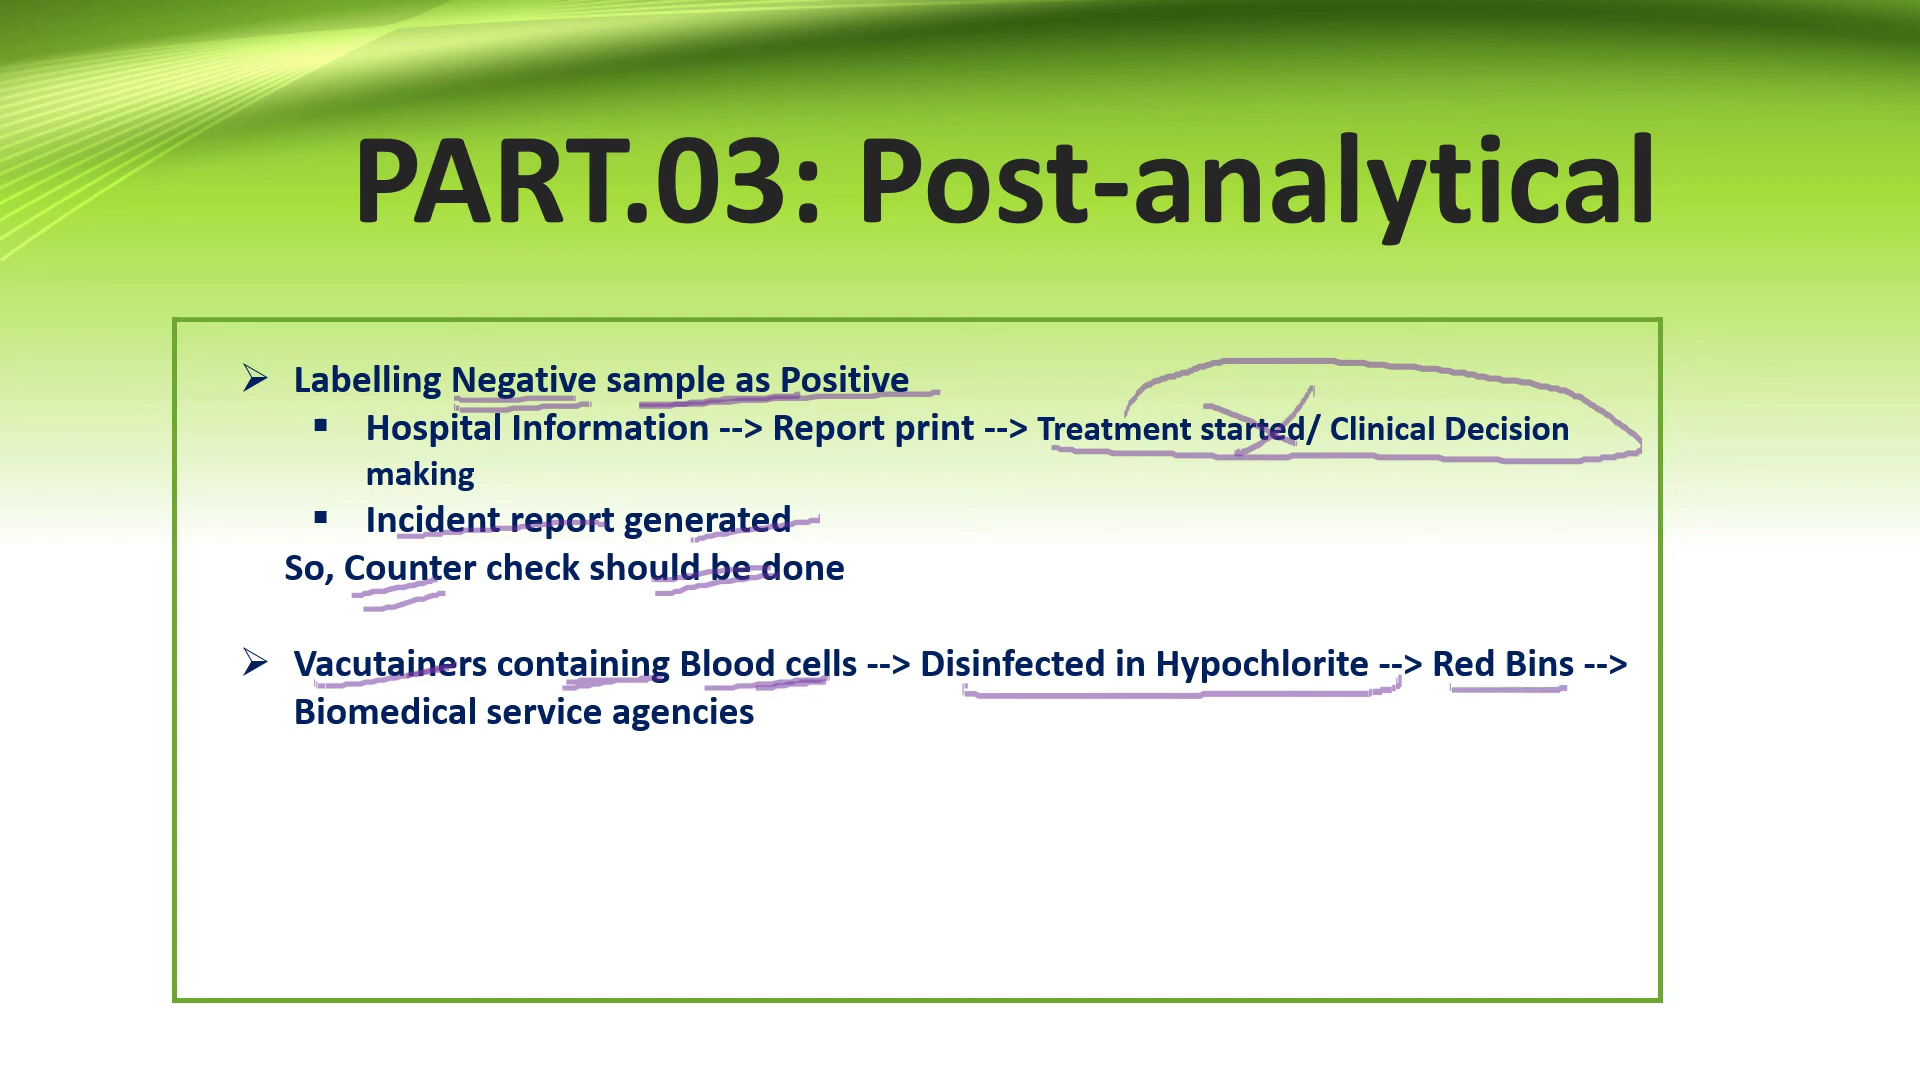 PART.03: Post-analytical
➢ Labelling Negative sample as Positive
▪ Hospital Information --> Report print --> Treatment started/ Clinical Decision
making
▪ Incident report generated
So, Counter check should be done
➢ Vacutainers containing Blood cells --> Disinfected in Hypochlorite --> Red Bins -->
Biomedical service agencies